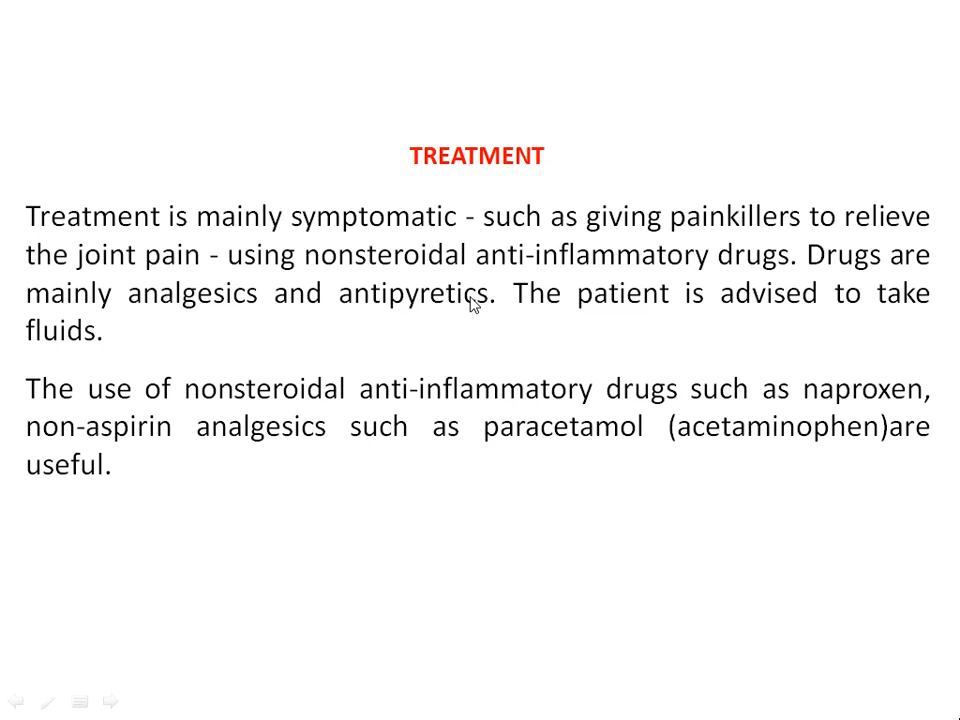 TREATMENT
Treatment is mainly symptomatic - such as giving painkillers to relieve
the joint pain - using nonsteroidal anti-inflammatory drugs. Drugs are
mainly analgesics and antipyretics. The patient is advised to take
fluids.
The use of nonsteroidal anti-inflammatory drugs such as naproxen,
non-aspirin analgesics such as paracetamol (acetaminophen)are
useful.